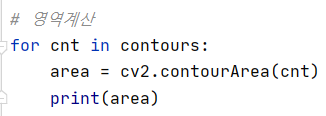 # 영역계산
for cnt in contours:
    area = cv2.contourArea(cnt)
    print(area)